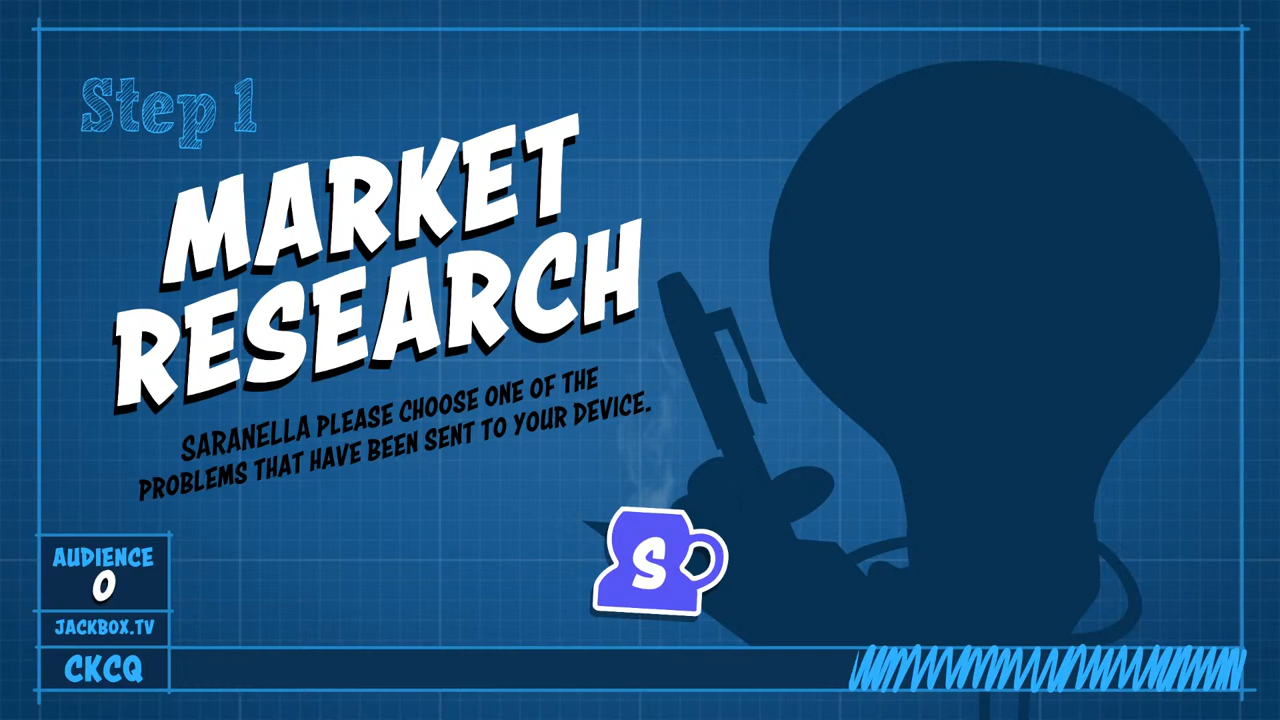 Step 1
MARKET
RESEARCH
SARANELLA PLEASE CHOOSE ONE OF THE
PROBLEMS THAT HAVE BEEN SENT TO YOUR DEVICE.
S
AUDIENCE
0
JACKBOX.TV
CKCQ